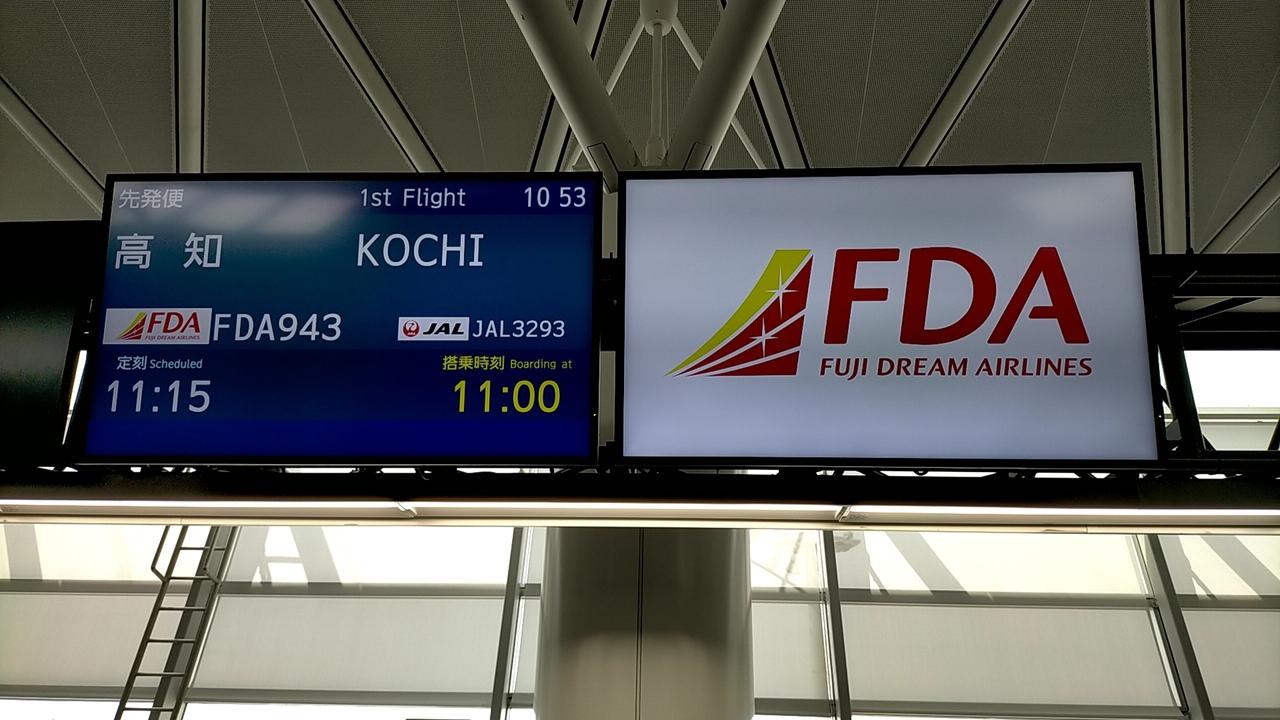 先発便 1st Flight 10 53
高 知 KOCHI
FDA FUJI DREAM AIRLINES FDA943 JAL JAL3293
定刻 Scheduled 搭乗時刻 Boarding at
11:15 11:00
FDA
FUJI DREAM AIRLINES